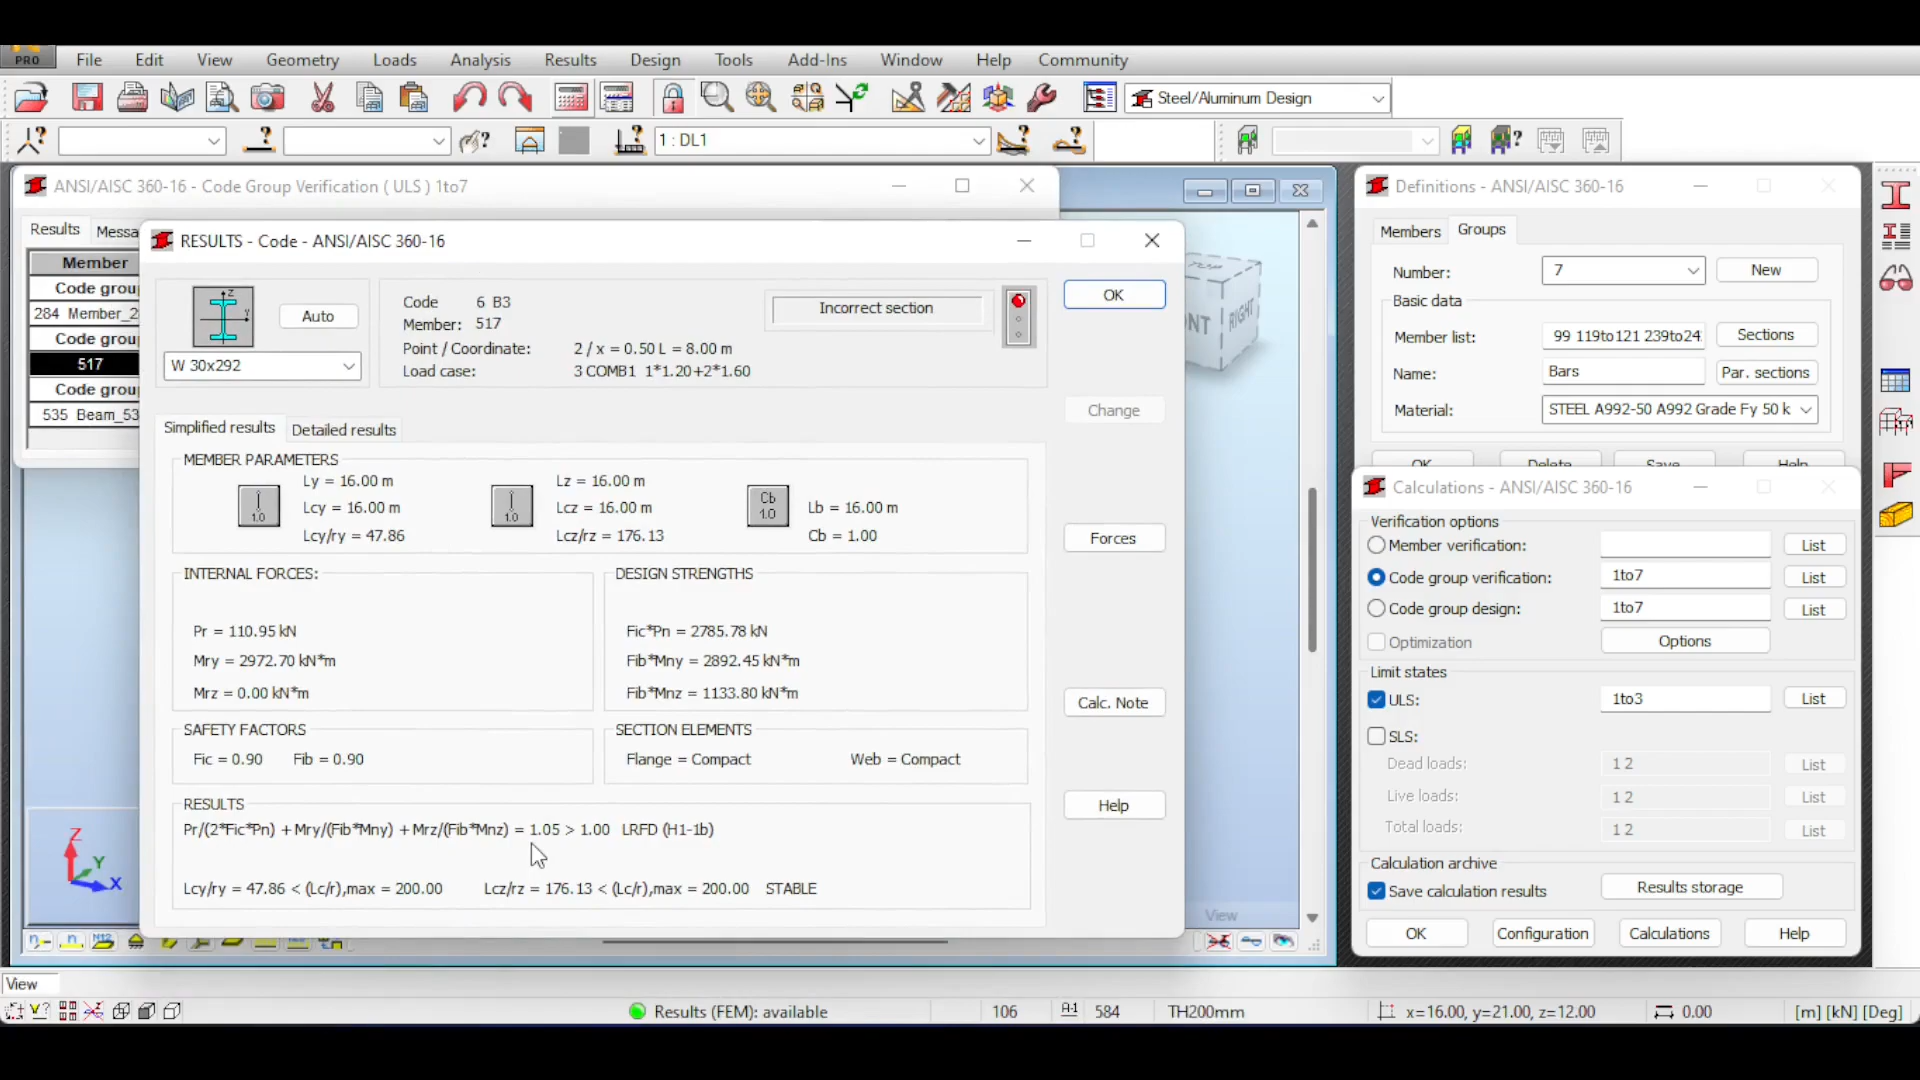 PRO
File Edit View Geometry Loads Analysis Results Design Tools Add-Ins Window Help Community
Steel/Aluminum Design
1 : DL1
ANSI/AISC 360-16 - Code Group Verification ( ULS ) 1to7
Results Messa
Member
Code grou
284 Member_2
Code grou
517
Code grou
535 Beam_53
RESULTS - Code - ANSI/AISC 360-16
Z
Y
Auto
W 30x292
Code 6 B3
Member: 517
Point / Coordinate: 2 / x = 0.50 L = 8.00 m
Load case: 3 COMB1 1*1.20+2*1.60
Incorrect section
OK
Change
Forces
Calc. Note
Help
Simplified results Detailed results
MEMBER PARAMETERS
Ly = 16.00 m Lz = 16.00 m
1.0 Lcy = 16.00 m 1.0 Lcz = 16.00 m Cb 1.0 Lb = 16.00 m
Lcy/ry = 47.86 Lcz/rz = 176.13 Cb = 1.00
INTERNAL FORCES: DESIGN STRENGTHS
Pr = 110.95 kN Fic*Pn = 2785.78 kN
Mry = 2972.70 kN*m Fib*Mny = 2892.45 kN*m
Mrz = 0.00 kN*m Fib*Mnz = 1133.80 kN*m
SAFETY FACTORS SECTION ELEMENTS
Fic = 0.90 Fib = 0.90 Flange = Compact Web = Compact
RESULTS
Pr/(2*Fic*Pn) + Mry/(Fib*Mny) + Mrz/(Fib*Mnz) = 1.05 > 1.00 LRFD (H1-1b)
Lcy/ry = 47.86 < (Lc/r),max = 200.00 Lcz/rz = 176.13 < (Lc/r),max = 200.00 STABLE
TOP
NT
RIGHT
View
Z
Y
X
Definitions - ANSI/AISC 360-16
Members Groups
Number: 7 New
Basic data
Member list: 99 119to121 239to24 Sections
Name: Bars Par. sections
Material: STEEL A992-50 A992 Grade Fy 50 k
OK Delete Save Help
Calculations - ANSI/AISC 360-16
Verification options
Member verification: List
Code group verification: 1to7 List
Code group design: 1to7 List
Optimization Options
Limit states
ULS: 1to3 List
SLS:
Dead loads: 1 2 List
Live loads: 1 2 List
Total loads: 1 2 List
Calculation archive
Save calculation results Results storage
OK Configuration Calculations Help
View
Results (FEM): available 106 584 TH200mm x=16.00, y=21.00, z=12.00 0.00 [m] [kN] [Deg]